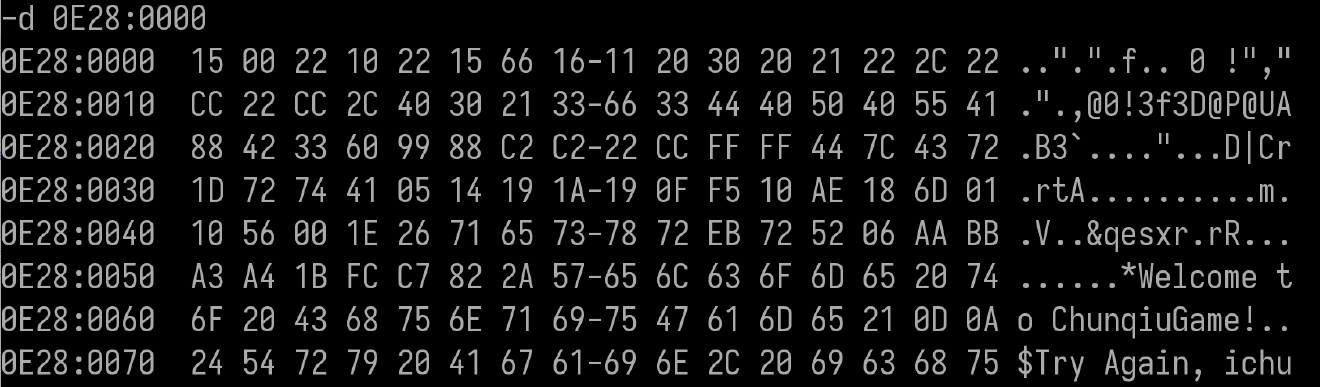 -d 0E28:0000
0E28:0000  15 00 22 10 22 15 66 16-11 20 30 20 21 22 2C 22  ..".".f.. 0 !","
0E28:0010  CC 22 CC 2C 40 30 21 33-66 33 44 40 50 40 55 41  .".,@0!3f3D@P@UA
0E28:0020  88 42 33 60 99 88 C2 C2-22 CC FF FF 44 7C 43 72  .B3`...."...D|Cr
0E28:0030  1D 72 74 41 05 14 19 1A-19 0F F5 10 AE 18 6D 01  .rtA..........m.
0E28:0040  10 56 00 1E 26 71 65 73-78 72 EB 72 52 06 AA BB  .V..&qesxr.rR...
0E28:0050  A3 A4 1B FC C7 82 2A 57-65 6C 63 6F 6D 65 20 74  ......*Welcome t
0E28:0060  6F 20 43 68 75 6E 71 69-75 47 61 6D 65 21 0D 0A  o ChunqiuGame!..
0E28:0070  24 54 72 79 20 41 67 61-69 6E 2C 20 69 63 68 75  $Try Again, ichu